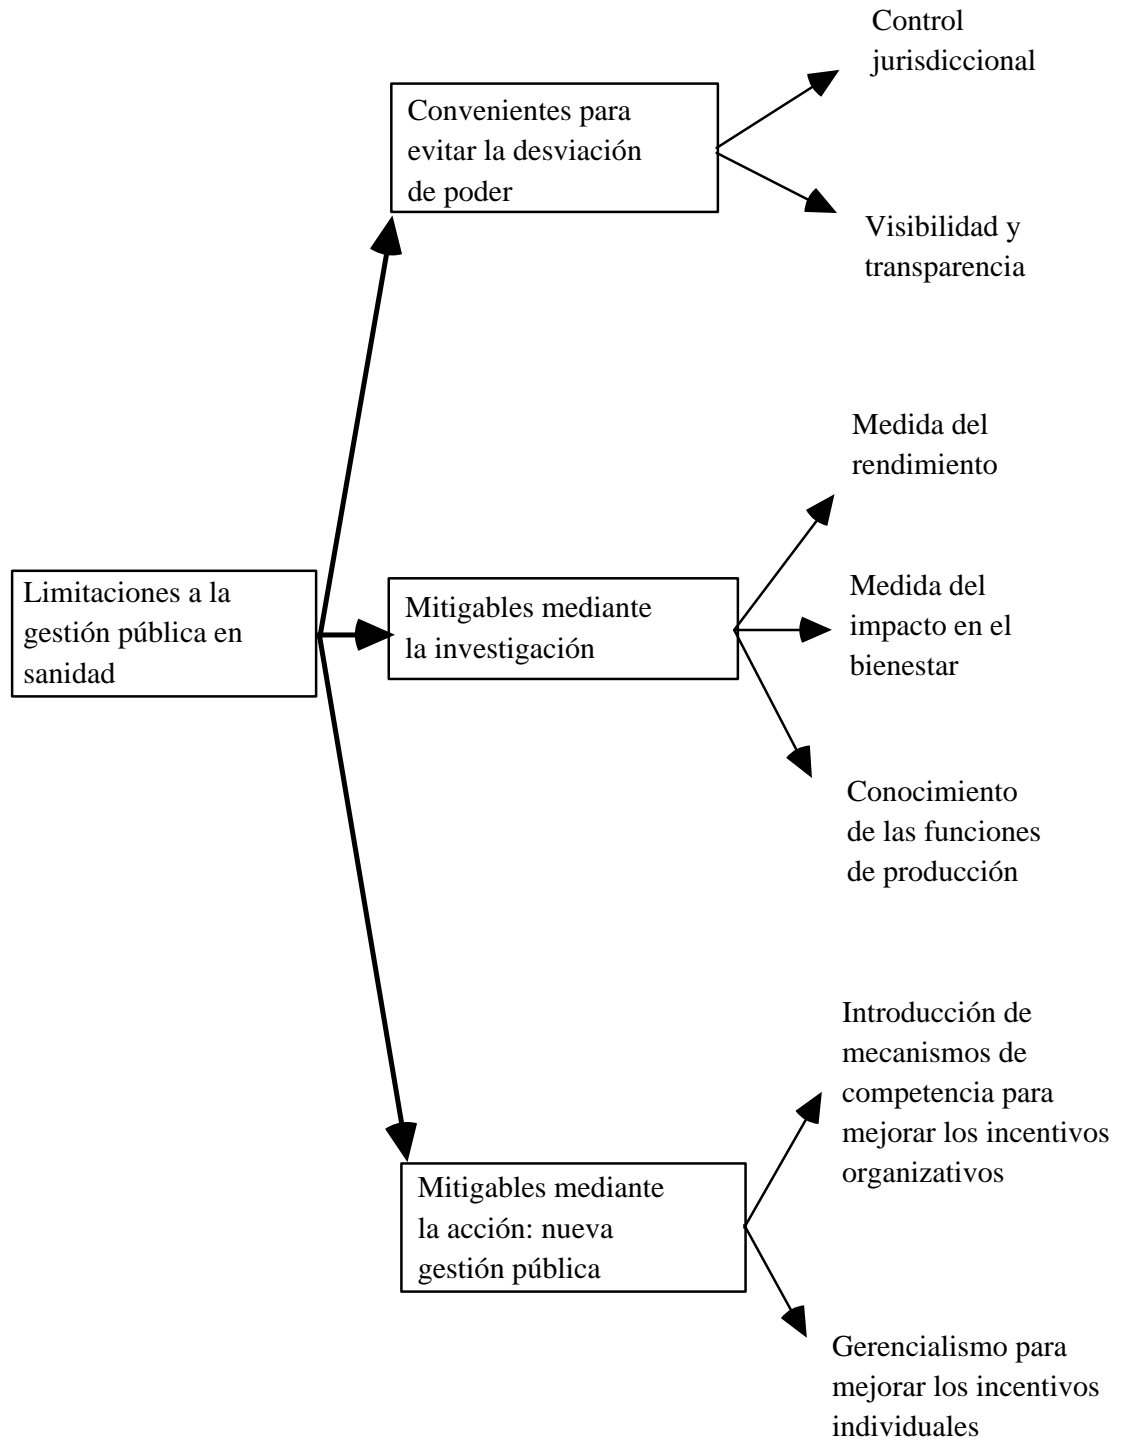 Control
jurisdiccional
Convenientes para
evitar la desviación
de poder
Visibilidad y
transparencia
Medida del
rendimiento
Limitaciones a la
gestión pública en
sanidad
Mitigables mediante
la investigación
Medida del
impacto en el
bienestar
Conocimiento
de las funciones
de producción
Introducción de
mecanismos de
competencia para
mejorar los incentivos
organizativos
Mitigables mediante
la acción: nueva
gestión pública
Gerencialismo para
mejorar los incentivos
individuales